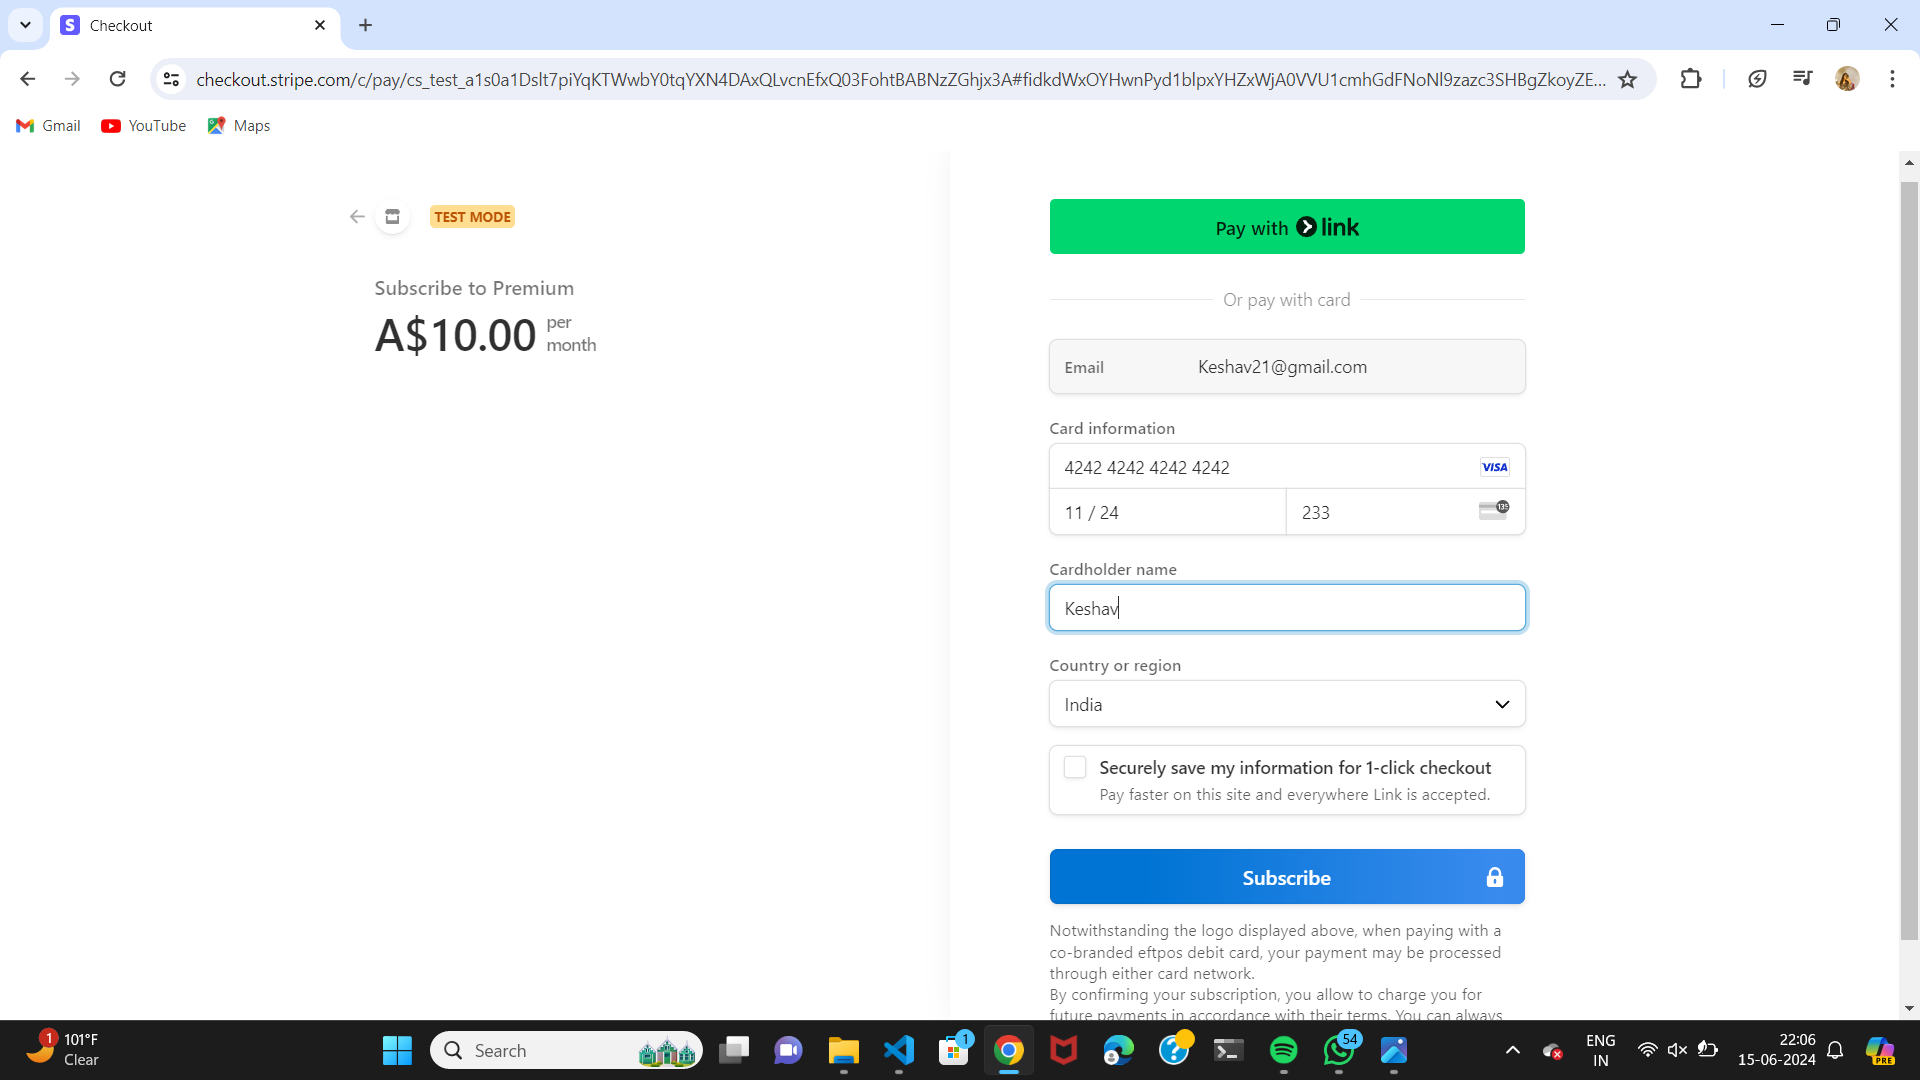 Checkout
checkout.stripe.com/c/pay/cs_test_a1s0a1Dslt7piYqKTWwbY0tqYXN4DAxQLvcnEfxQ03FohtBABNzZGhjx3A#fidkdWxOYHwnPyd1blpxYHZxWjA0VVU1cmhGdFNoNl9zazc3SHBgZkoyZE...
Gmail YouTube Maps
TEST MODE
Subscribe to Premium
A$10.00 per
month
Pay with link
Or pay with card
Email Keshav21@gmail.com
Card information
4242 4242 4242 4242 VISA
11 / 24 233 135
Cardholder name
Keshav
Country or region
India
Securely save my information for 1-click checkout
Pay faster on this site and everywhere Link is accepted.
Subscribe
Notwithstanding the logo displayed above, when paying with a
co-branded eftpos debit card, your payment may be processed
through either card network.
By confirming your subscription, you allow to charge you for
future payments in accordance with their terms. You can always
1 101°F
Clear
Search
1
54
ENG
IN
22:06
15-06-2024
PRE